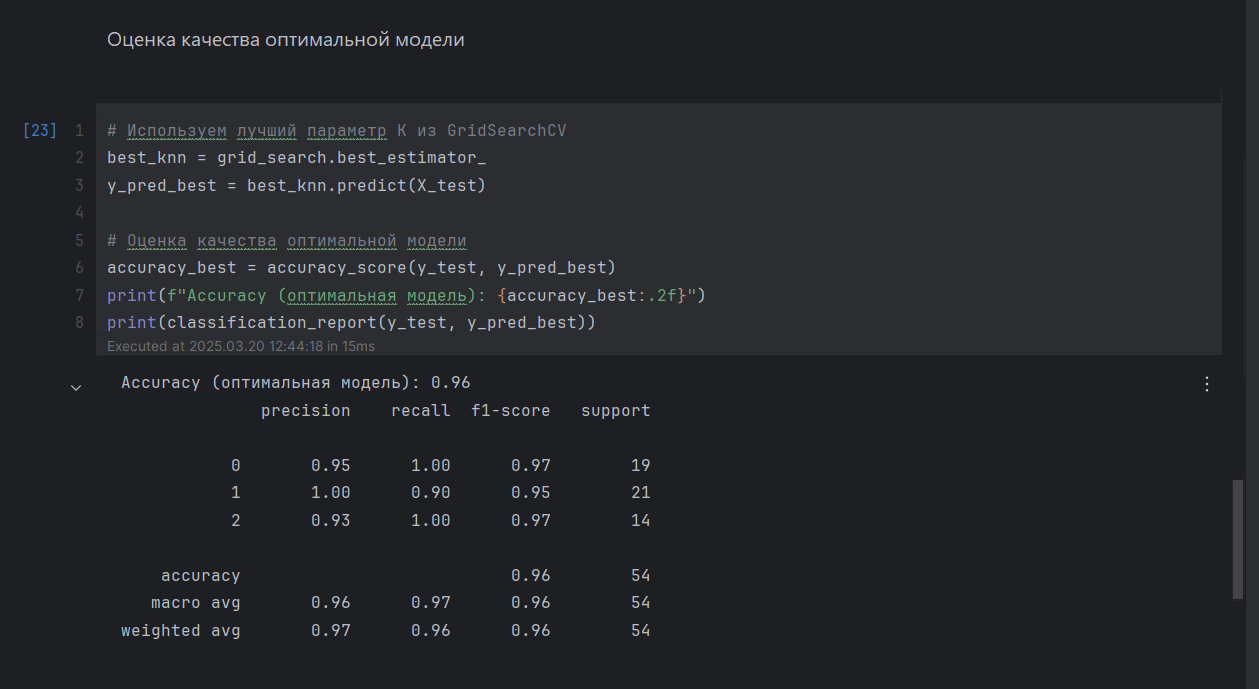 Оценка качества оптимальной модели
[23] 1 # Используем лучший параметр K из GridSearchCV
2 best_knn = grid_search.best_estimator_
3 y_pred_best = best_knn.predict(X_test)
4
5 # Оценка качества оптимальной модели
6 accuracy_best = accuracy_score(y_test, y_pred_best)
7 print(f"Accuracy (оптимальная модель): {accuracy_best:.2f}")
8 print(classification_report(y_test, y_pred_best))
Executed at 2025.03.20 12:44:18 in 15ms
Accuracy (оптимальная модель): 0.96
precision recall f1-score support
0 0.95 1.00 0.97 19
1 1.00 0.90 0.95 21
2 0.93 1.00 0.97 14
accuracy 0.96 54
macro avg 0.96 0.97 0.96 54
weighted avg 0.97 0.96 0.96 54